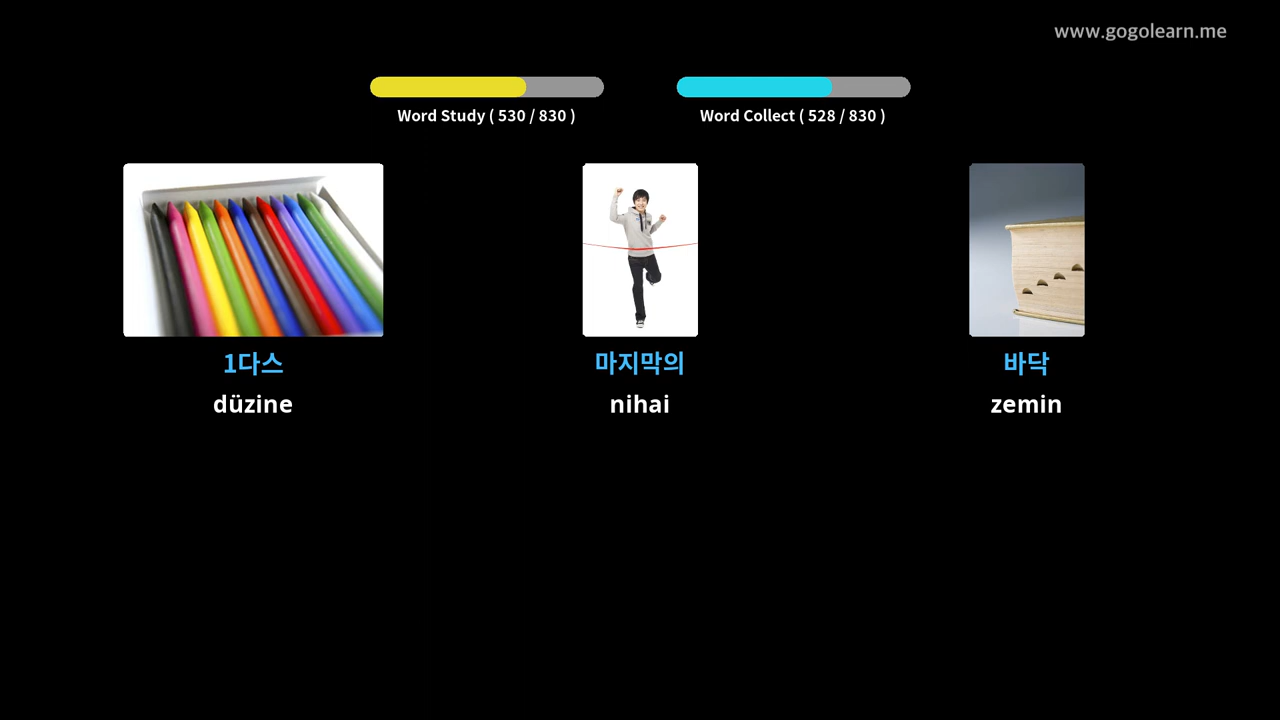 www.gogolearn.me
Word Study ( 530 / 830 )
Word Collect ( 528 / 830 )
1다스
düzine
마지막의
nihai
바닥
zemin